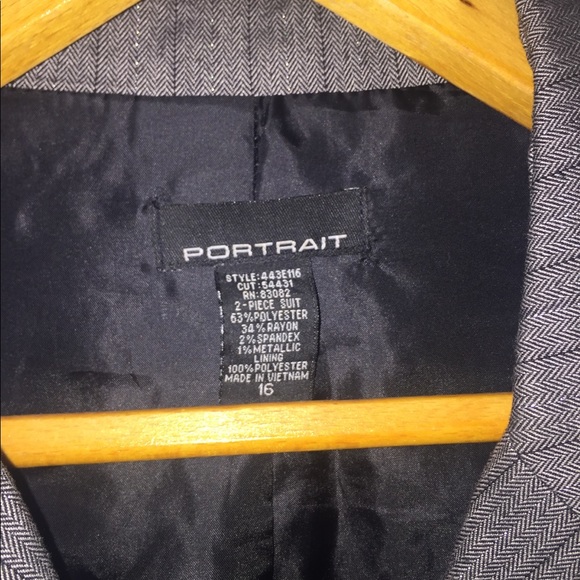 PORTRAIT
STYLE:443E116
CUT:54431
RN:83082
2-PIECE SUIT
63%POLYESTER
34%RAYON
2%SPANDEX
1%METALLIC
LINING
100%POLYESTER
MADE IN VIETNAM
16